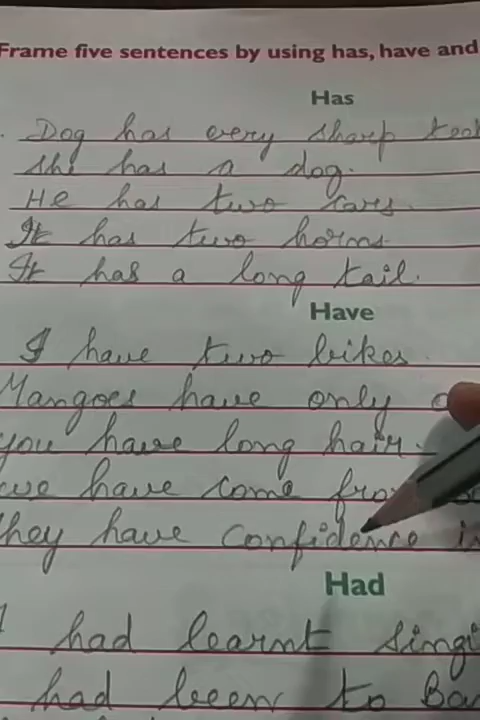 Frame five sentences by using has, have and
Has
Dog has very sharp
She has a dog.
He has two cars.
It has two horns.
It has a long tail.
Have
I have two bikes.
Mangoes have only
you have long hair.
we have come from
They have confidence in
Had
I had learnt
had been to